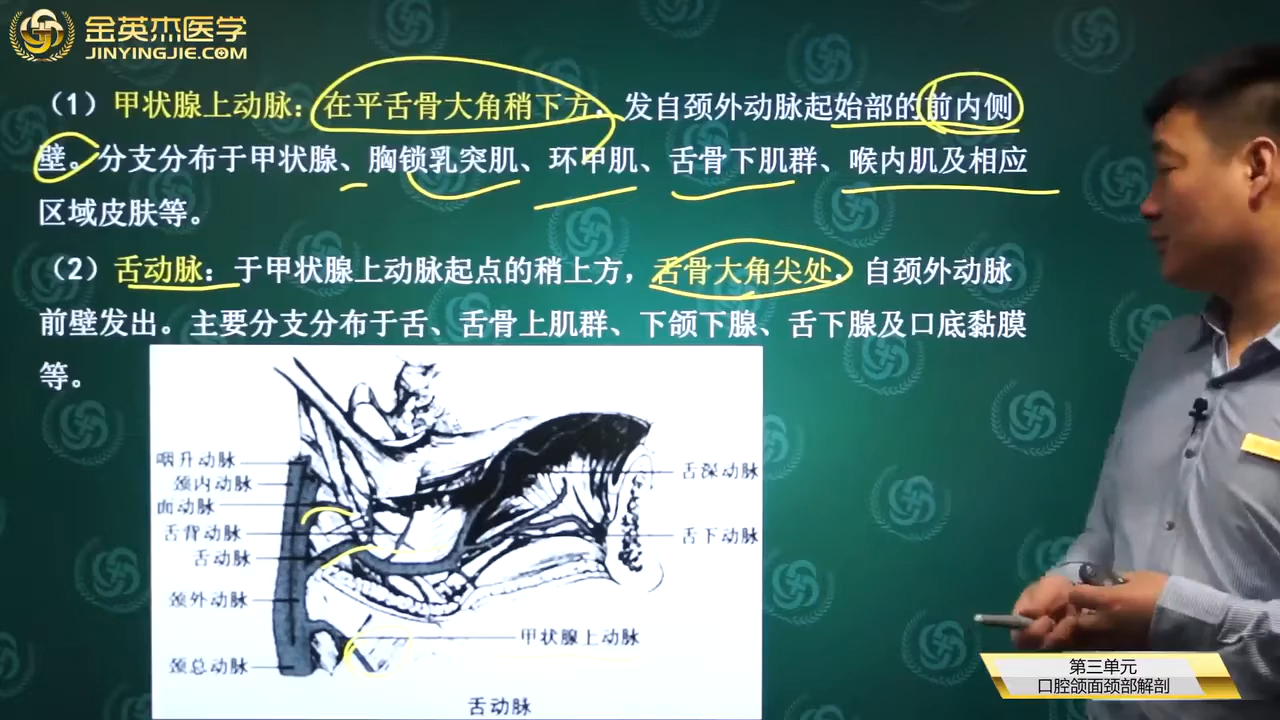 金英杰医学
JINYINGJIE.COM
（1）甲状腺上动脉：在平舌骨大角稍下方，发自颈外动脉起始部的前内侧
壁。分支分布于甲状腺、胸锁乳突肌、环甲肌、舌骨下肌群、喉内肌及相应
区域皮肤等。
（2）舌动脉：于甲状腺上动脉起点的稍上方，舌骨大角尖处，自颈外动脉
前壁发出。主要分支分布于舌、舌骨上肌群、下颌下腺、舌下腺及口底黏膜
等。
咽升动脉
颈内动脉
面动脉
舌背动脉
舌动脉
颈外动脉
颈总动脉
舌深动脉
舌下动脉
甲状腺上动脉
舌动脉
第三单元
口腔颌面颈部解剖